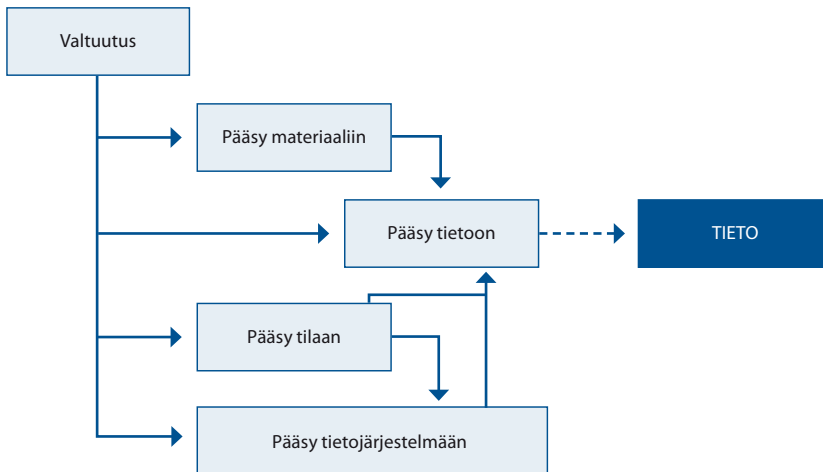 Valtuutus
Pääsy materiaaliin
Pääsy tietoon
TIETO
Pääsy tilaan
Pääsy tietojärjestelmään